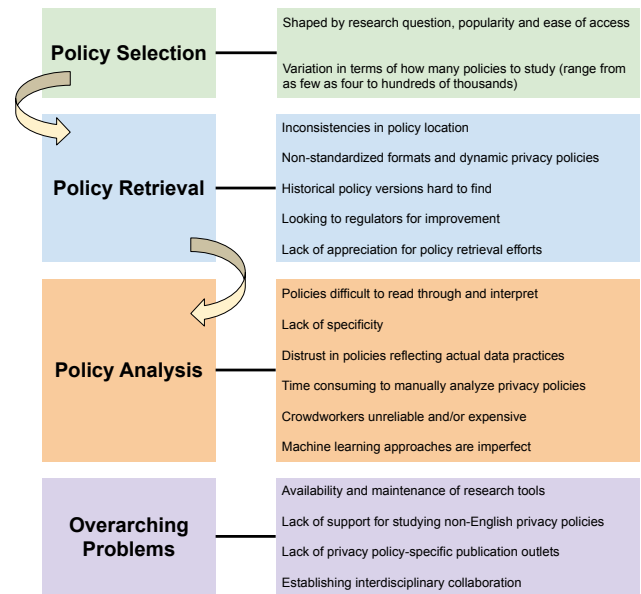 Policy Selection
Shaped by research question, popularity and ease of access
Variation in terms of how many policies to study (range from
as few as four to hundreds of thousands)
Policy Retrieval
Inconsistencies in policy location
Non-standardized formats and dynamic privacy policies
Historical policy versions hard to find
Looking to regulators for improvement
Lack of appreciation for policy retrieval efforts
Policy Analysis
Policies difficult to read through and interpret
Lack of specificity
Distrust in policies reflecting actual data practices
Time consuming to manually analyze privacy policies
Crowdworkers unreliable and/or expensive
Machine learning approaches are imperfect
Overarching
Problems
Availability and maintenance of research tools
Lack of support for studying non-English privacy policies
Lack of privacy policy-specific publication outlets
Establishing interdisciplinary collaboration